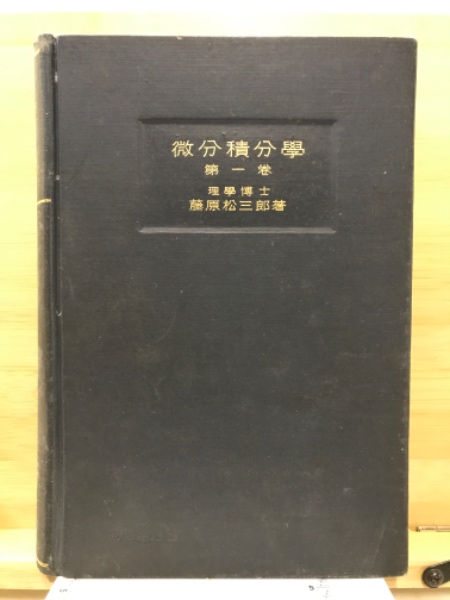 微分積分學
第一卷
理學博士
藤原松三郎著